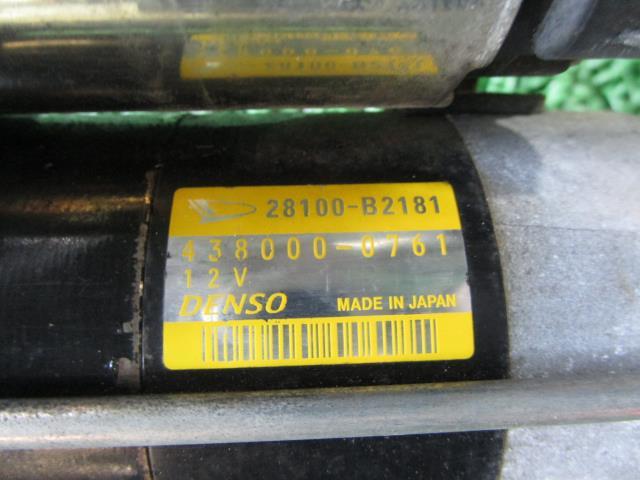 28100-B2181
438000-0761
12V
DENSO MADE IN JAPAN